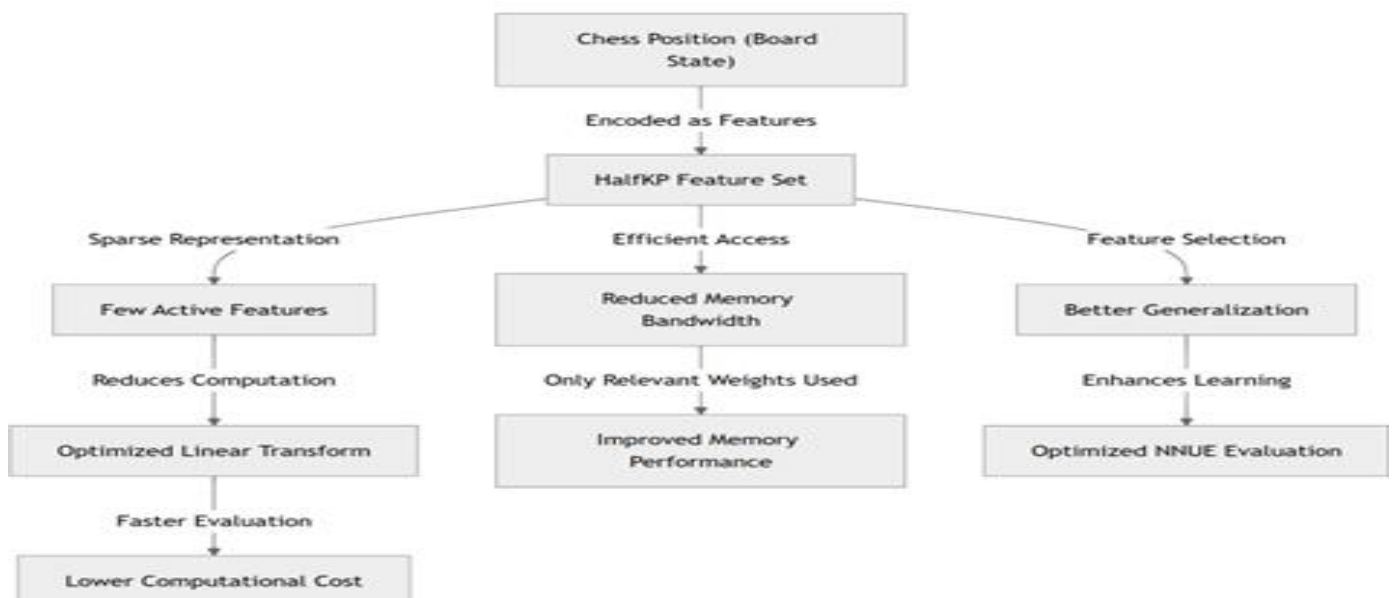 Chess Position (Board
State)
Encoded as Features
HalfKP Feature Set
Sparse Representation
Efficient Access
Feature Selection
Few Active Features
Reduced Memory
Bandwidth
Better Generalization
Reduces Computation
Only Relevant Weights Used
Enhances Learning
Optimized Linear Transform
Improved Memory
Performance
Optimized NNUE Evaluation
Faster Evaluation
Lower Computational Cost